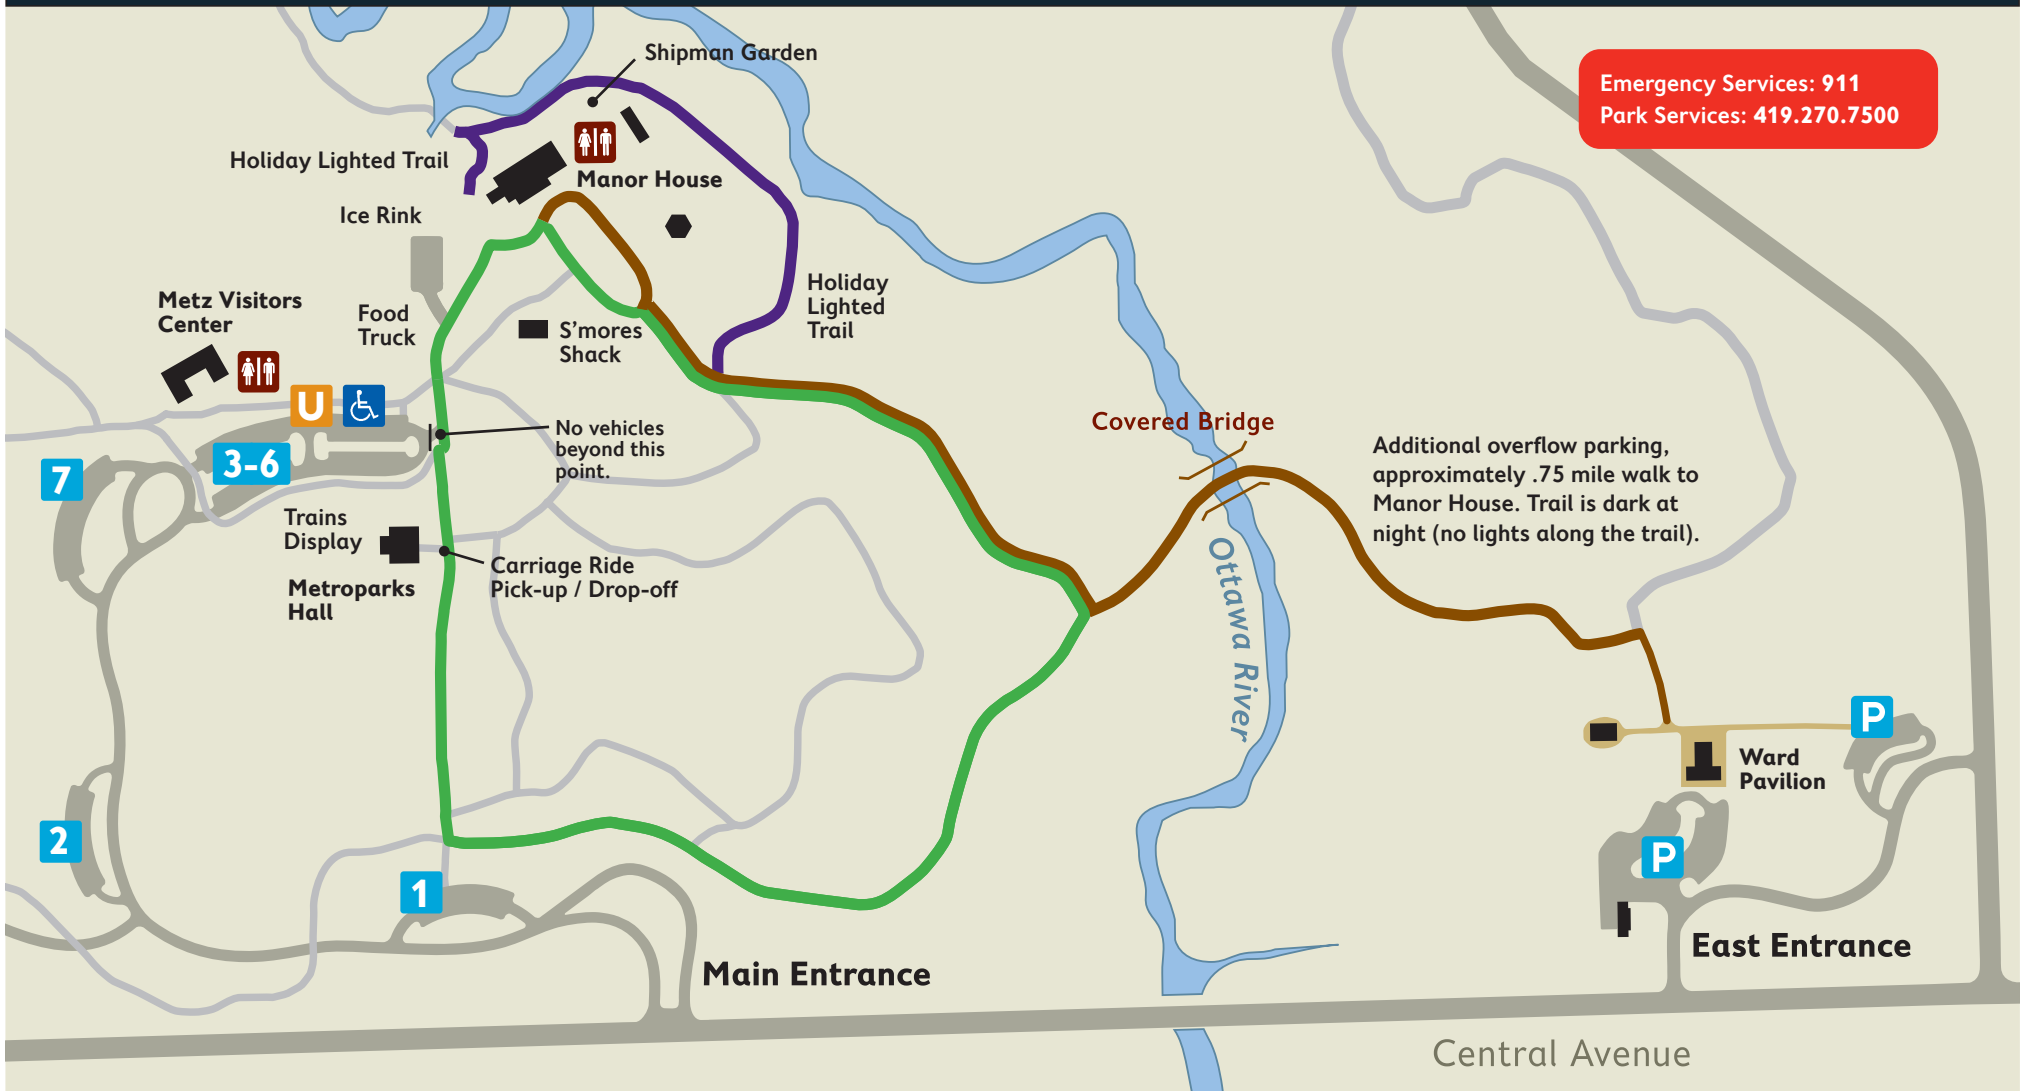 Shipman Garden
Emergency Services: 911
Park Services: 419.270.7500
Holiday Lighted Trail
Manor House
Ice Rink
Metz Visitors
Center
Food
Truck
S'mores
Shack
Holiday
Lighted
Trail
U
No vehicles
beyond this
point.
Covered Bridge
Additional overflow parking,
approximately .75 mile walk to
Manor House. Trail is dark at
night (no lights along the trail).
7
3-6
Trains
Display
Metroparks
Hall
Carriage Ride
Pick-up / Drop-off
Ottawa River
P
Ward
Pavilion
2
1
P
Main Entrance
East Entrance
Central Avenue